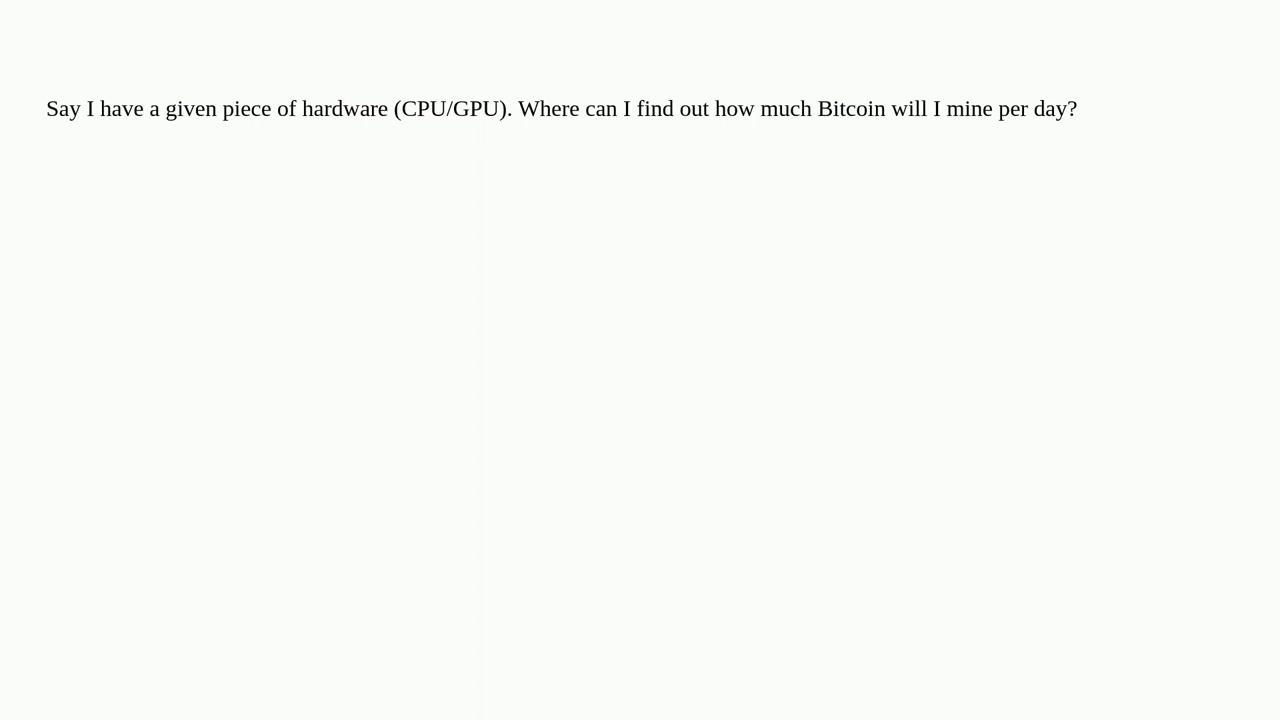 Say I have a given piece of hardware (CPU/GPU). Where can I find out how much Bitcoin will I mine per day?